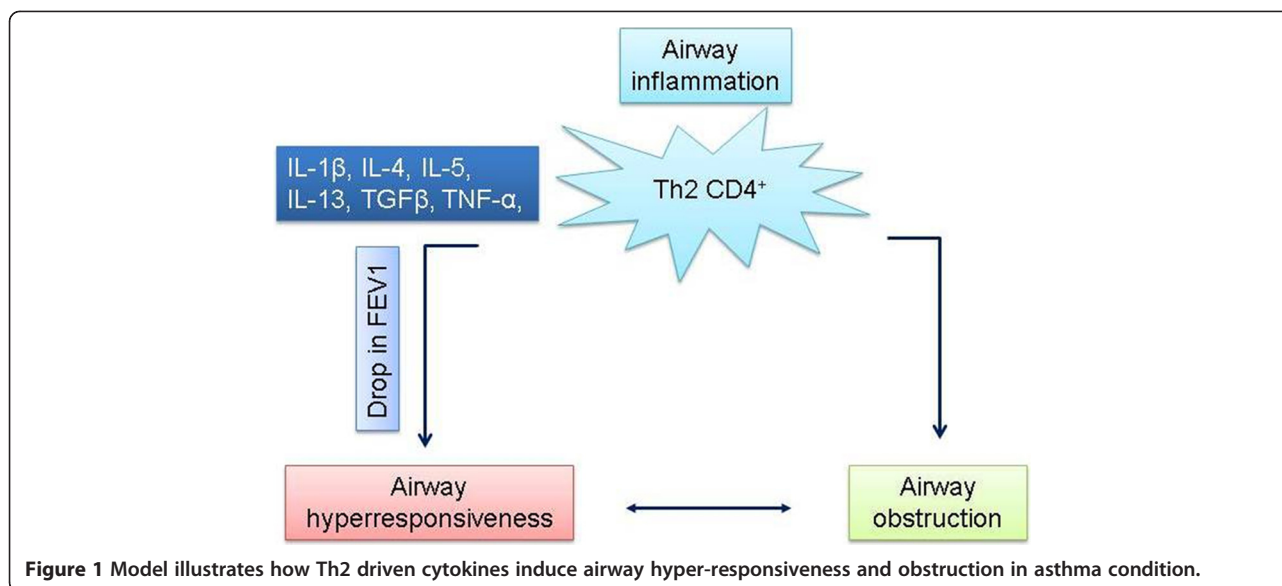 Airway
inflammation
IL-1β, IL-4, IL-5,
IL-13, TGFβ, TNF-α,
Th2 CD4⁺
Drop in FEV1
Airway
hyperresponsiveness
Airway
obstruction
Figure 1 Model illustrates how Th2 driven cytokines induce airway hyper-responsiveness and obstruction in asthma condition.